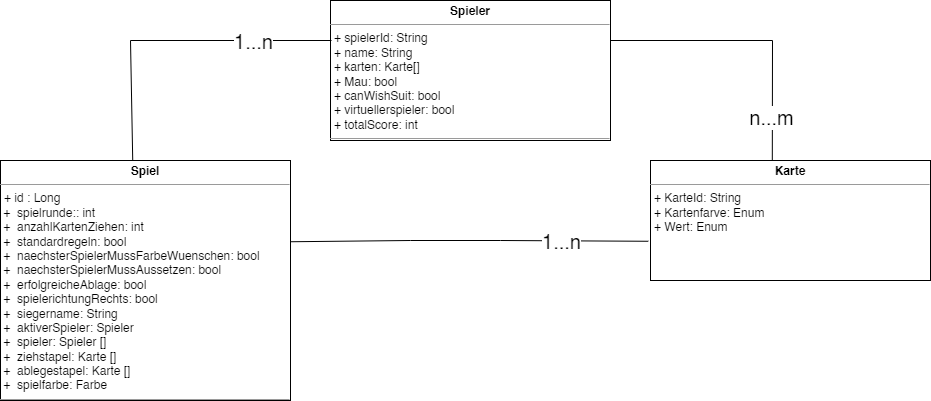 Spieler
+ spielerId: String
+ name: String
+ karten: Karte[]
+ Mau: bool
+ canWishSuit: bool
+ virtuellerspieler: bool
+ totalScore: int
1...n
n...m
Spiel
+ id : Long
+ spielrunde:: int
+ anzahlKartenZiehen: int
+ standardregeln: bool
+ naechsterSpielerMussFarbeWuenschen: bool
+ naechsterSpielerMussAussetzen: bool
+ erfolgreicheAblage: bool
+ spielerichtungRechts: bool
+ siegername: String
+ aktiverSpieler: Spieler
+ spieler: Spieler []
+ ziehstapel: Karte []
+ ablegestapel: Karte []
+ spielfarbe: Farbe
1...n
Karte
+ KarteId: String
+ Kartenfarve: Enum
+ Wert: Enum